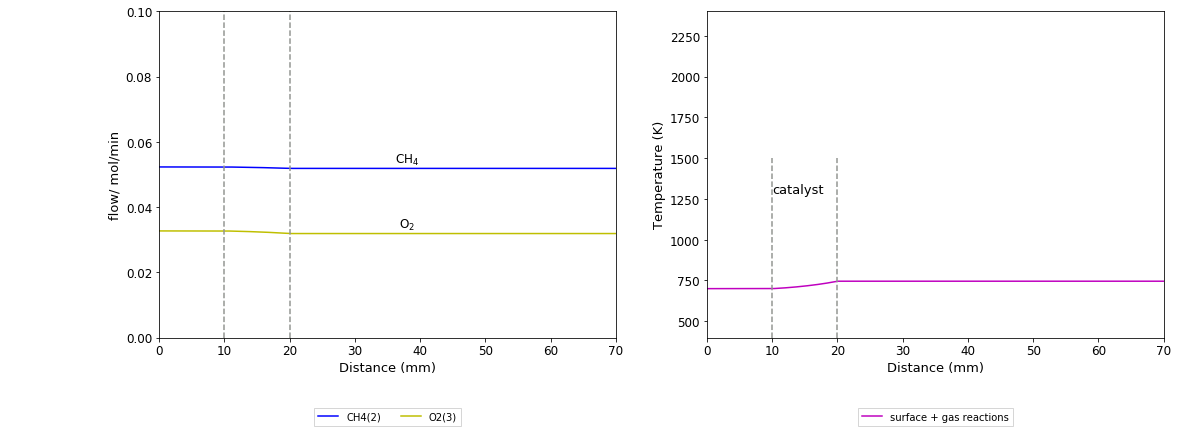 0.10
0.08
0.06
0.04
0.02
0.00
flow/ mol/min
CH4
O2
0 10 20 30 40 50 60 70
Distance (mm)
CH4(2) O2(3)
2250
2000
1750
1500
1250
1000
750
500
Temperature (K)
catalyst
0 10 20 30 40 50 60 70
Distance (mm)
surface + gas reactions